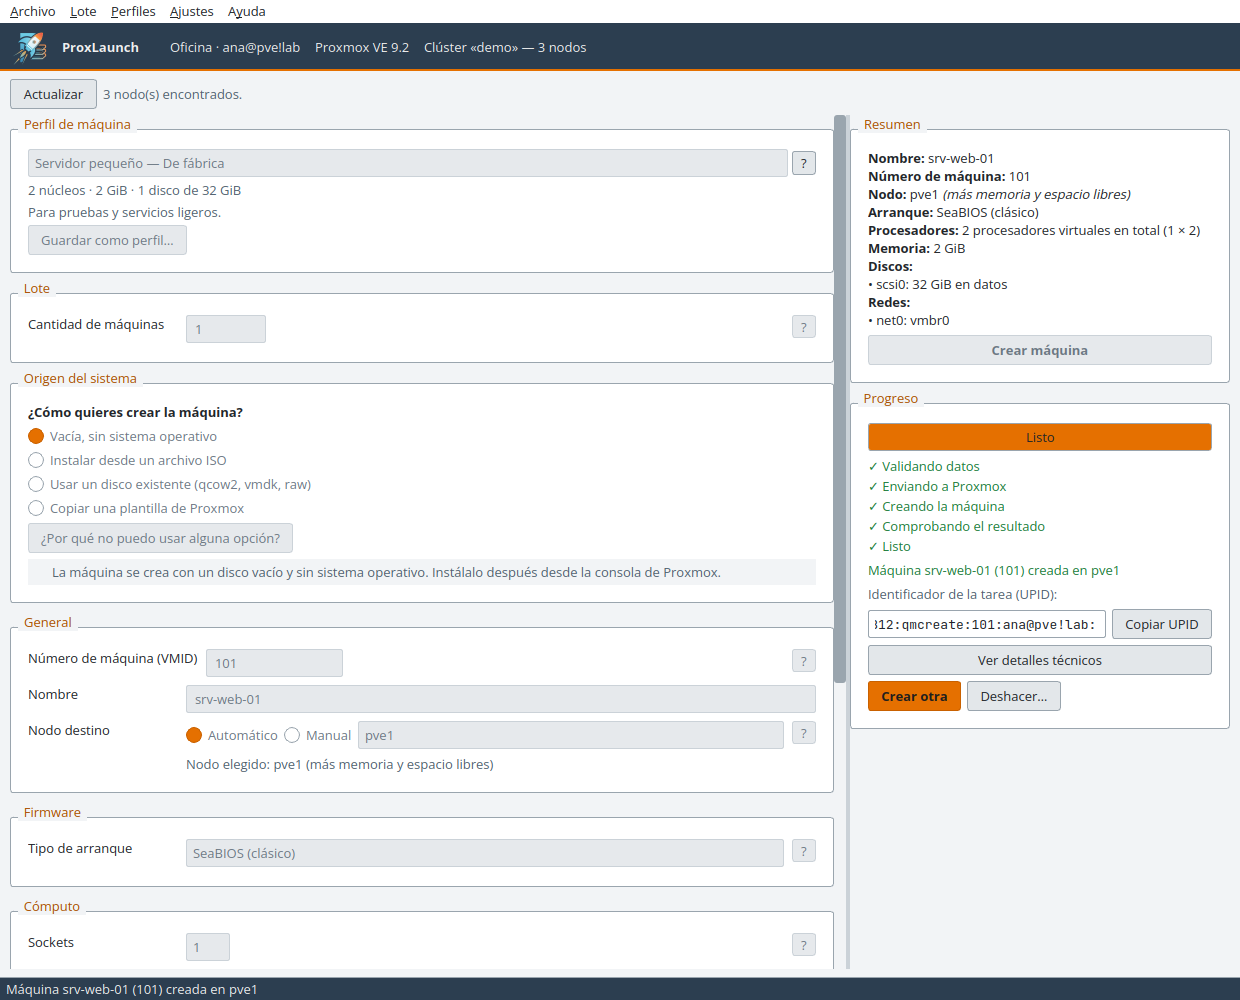 Archivo Lote Perfiles Ajustes Ayuda
ProxLaunch Oficina · ana@pve!lab Proxmox VE 9.2 Clúster «demo» — 3 nodos
Actualizar 3 nodo(s) encontrados.
Perfil de máquina
Servidor pequeño — De fábrica ?
2 núcleos · 2 GiB · 1 disco de 32 GiB
Para pruebas y servicios ligeros.
Guardar como perfil...
Lote
Cantidad de máquinas 1 ?
Origen del sistema
¿Cómo quieres crear la máquina?
Vacía, sin sistema operativo
Instalar desde un archivo ISO
Usar un disco existente (qcow2, vmdk, raw)
Copiar una plantilla de Proxmox
¿Por qué no puedo usar alguna opción?
La máquina se crea con un disco vacío y sin sistema operativo. Instálalo después desde la consola de Proxmox.
General
Número de máquina (VMID) 101 ?
Nombre srv-web-01
Nodo destino Automático Manual pve1 ?
Nodo elegido: pve1 (más memoria y espacio libres)
Firmware
Tipo de arranque SeaBIOS (clásico) ?
Cómputo
Sockets 1 ?
Resumen
Nombre: srv-web-01
Número de máquina: 101
Nodo: pve1 (más memoria y espacio libres)
Arranque: SeaBIOS (clásico)
Procesadores: 2 procesadores virtuales en total (1 × 2)
Memoria: 2 GiB
Discos:
• scsi0: 32 GiB en datos
Redes:
• net0: vmbr0
Crear máquina
Progreso
Listo
✓ Validando datos
✓ Enviando a Proxmox
✓ Creando la máquina
✓ Comprobando el resultado
✓ Listo
Máquina srv-web-01 (101) creada en pve1
Identificador de la tarea (UPID):
312:qmcreate:101:ana@pve!lab: Copiar UPID
Ver detalles técnicos
Crear otra Deshacer...
Máquina srv-web-01 (101) creada en pve1